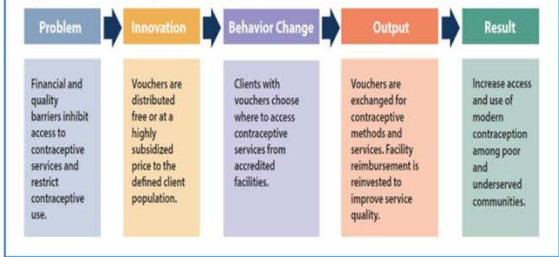 Problem
Innovation
Behavior Change
Output
Result
Financial and
quality
barriers inhibit
access to
contraceptive
services and
restrict
contraceptive
use.
Vouchers are
distributed
free or at a
highly
subsidized
price to the
defined client
population.
Clients with
vouchers choose
where to access
contraceptive
services from
accredited
facilities.
Vouchers are
exchanged for
contraceptive
methods and
services. Facility
reimbursement is
reinvested to
improve service
quality.
Increase access
and use of
modern
contraception
among poor
and
underserved
communities.